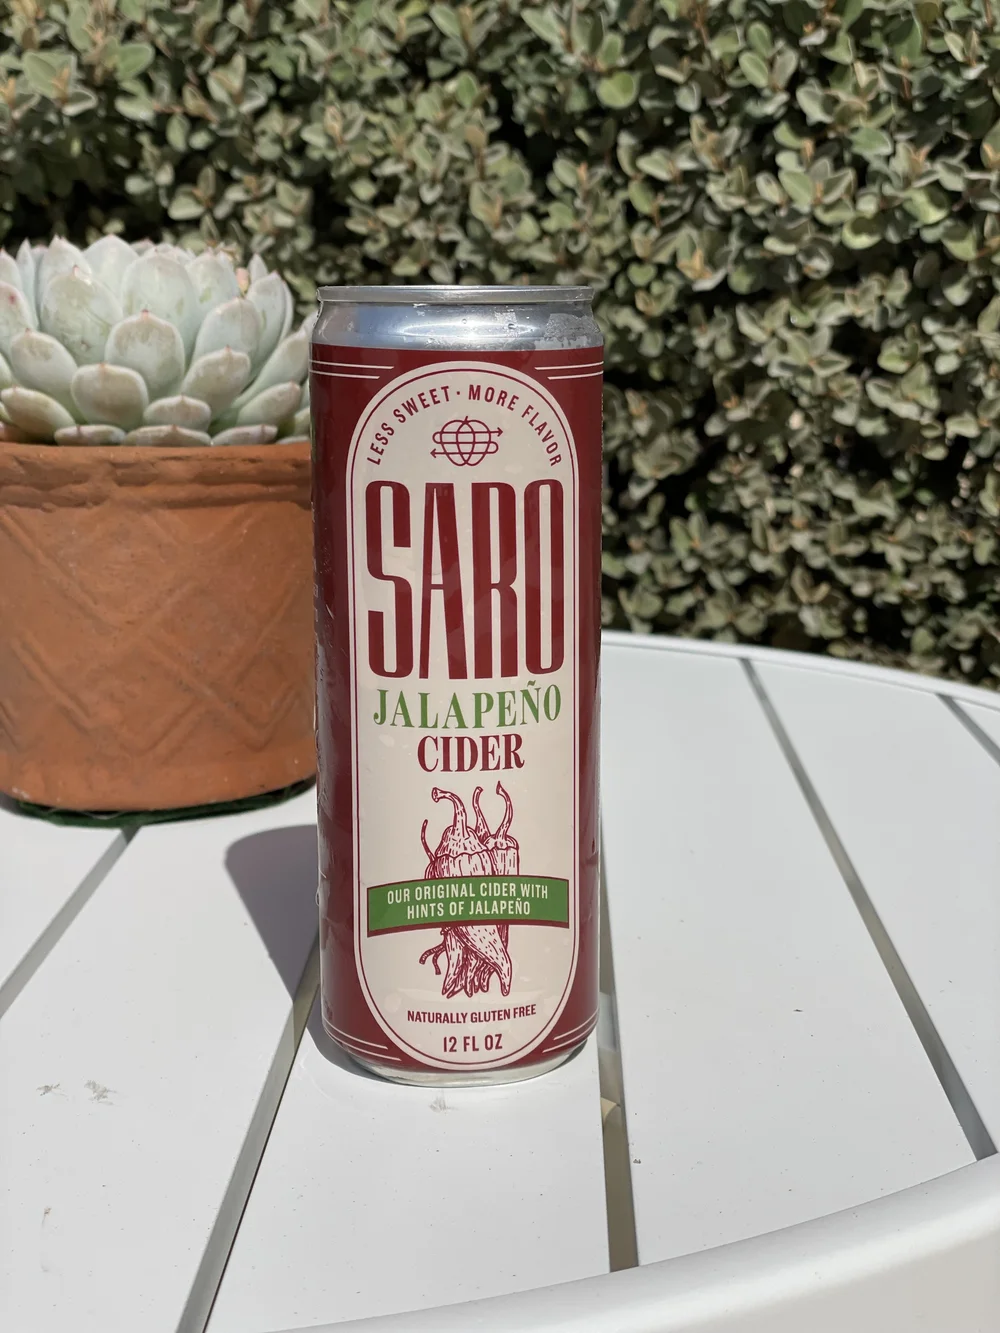 LESS SWEET · MORE FLAVOR
SARO
JALAPEÑO
CIDER
OUR ORIGINAL CIDER WITH
HINTS OF JALAPEÑO
NATURALLY GLUTEN FREE
12 FL OZ